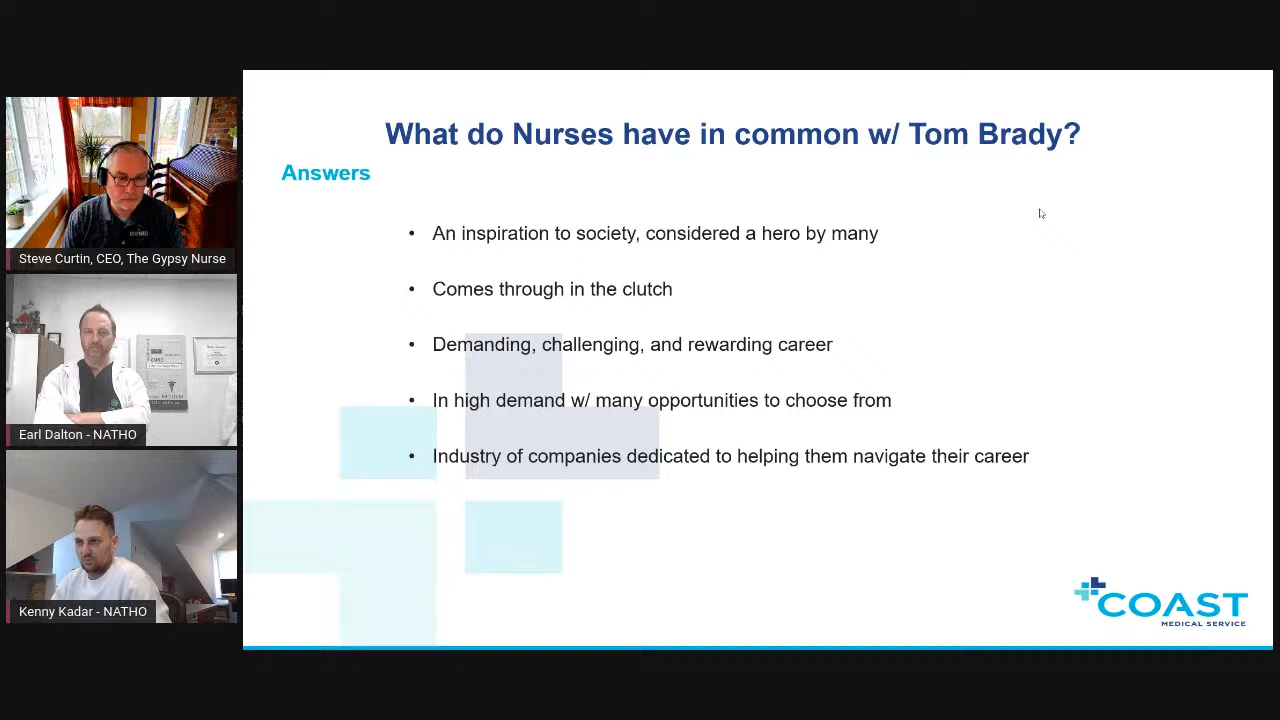 What do Nurses have in common w/ Tom Brady?
Answers
• An inspiration to society, considered a hero by many
• Comes through in the clutch
• Demanding, challenging, and rewarding career
• In high demand w/ many opportunities to choose from
• Industry of companies dedicated to helping them navigate their career
COAST
MEDICAL SERVICE
Steve Curtin, CEO, The Gypsy Nurse
Earl Dalton - NATHO
Kenny Kadar - NATHO